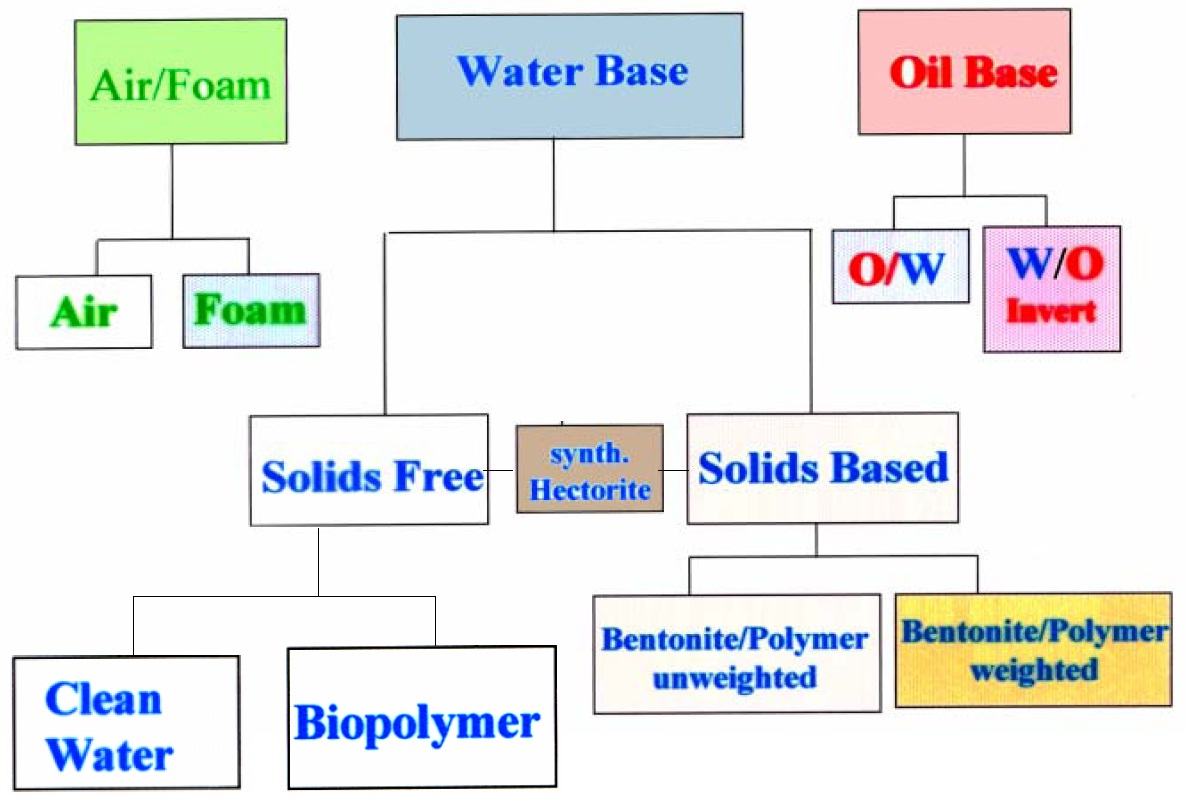 Air/Foam
Water Base
Oil Base
Air
Foam
O/W
W/O
Invert
Solids Free
synth.
Hectorite
Solids Based
Clean
Water
Biopolymer
Bentonite/Polymer
unweighted
Bentonite/Polymer
weighted